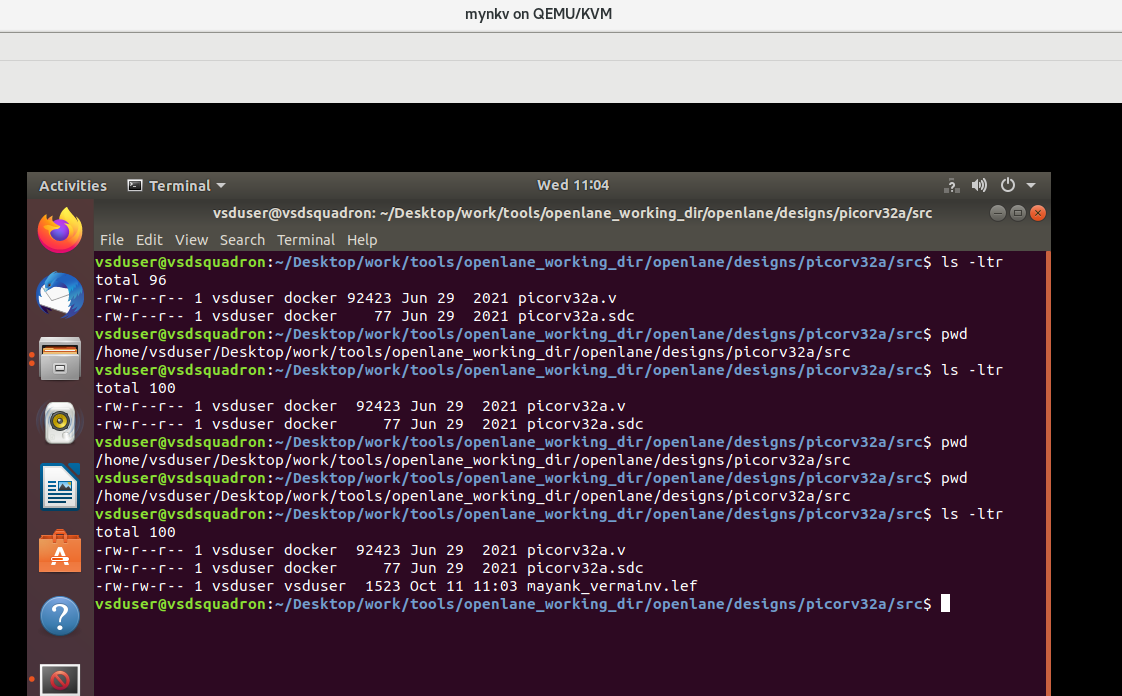 mynkv on QEMU/KVM
Activities Terminal Wed 11:04
vsduser@vsdsquadron: ~/Desktop/work/tools/openlane_working_dir/openlane/designs/picorv32a/src
File Edit View Search Terminal Help
vsduser@vsdsquadron:~/Desktop/work/tools/openlane_working_dir/openlane/designs/picorv32a/src$ ls -ltr
total 96
-rw-r--r-- 1 vsduser docker 92423 Jun 29  2021 picorv32a.v
-rw-r--r-- 1 vsduser docker    77 Jun 29  2021 picorv32a.sdc
vsduser@vsdsquadron:~/Desktop/work/tools/openlane_working_dir/openlane/designs/picorv32a/src$ pwd
/home/vsduser/Desktop/work/tools/openlane_working_dir/openlane/designs/picorv32a/src
vsduser@vsdsquadron:~/Desktop/work/tools/openlane_working_dir/openlane/designs/picorv32a/src$ ls -ltr
total 100
-rw-r--r-- 1 vsduser docker  92423 Jun 29  2021 picorv32a.v
-rw-r--r-- 1 vsduser docker     77 Jun 29  2021 picorv32a.sdc
vsduser@vsdsquadron:~/Desktop/work/tools/openlane_working_dir/openlane/designs/picorv32a/src$ pwd
/home/vsduser/Desktop/work/tools/openlane_working_dir/openlane/designs/picorv32a/src
vsduser@vsdsquadron:~/Desktop/work/tools/openlane_working_dir/openlane/designs/picorv32a/src$ pwd
/home/vsduser/Desktop/work/tools/openlane_working_dir/openlane/designs/picorv32a/src
vsduser@vsdsquadron:~/Desktop/work/tools/openlane_working_dir/openlane/designs/picorv32a/src$ ls -ltr
total 100
-rw-r--r-- 1 vsduser docker  92423 Jun 29  2021 picorv32a.v
-rw-r--r-- 1 vsduser docker     77 Jun 29  2021 picorv32a.sdc
-rw-rw-r-- 1 vsduser vsduser  1523 Oct 11 11:03 mayank_vermainv.lef
vsduser@vsdsquadron:~/Desktop/work/tools/openlane_working_dir/openlane/designs/picorv32a/src$